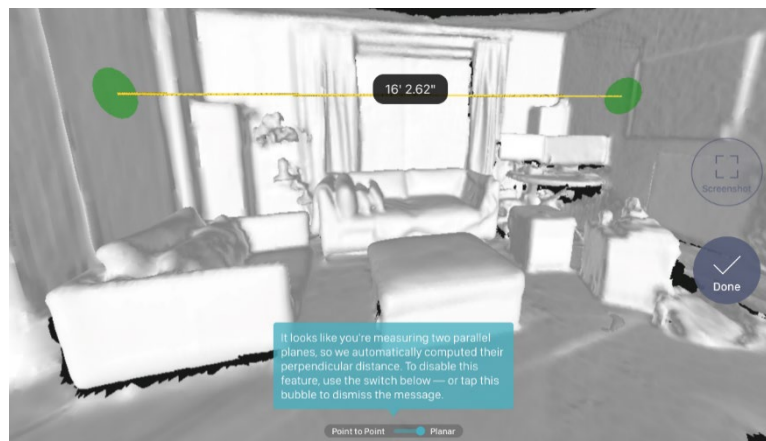 16' 2.62"
Screenshot
Done
It looks like you're measuring two parallel
planes, so we automatically computed their
perpendicular distance. To disable this
feature, use the switch below — or tap this
bubble to dismiss the message.
Point to Point Planar